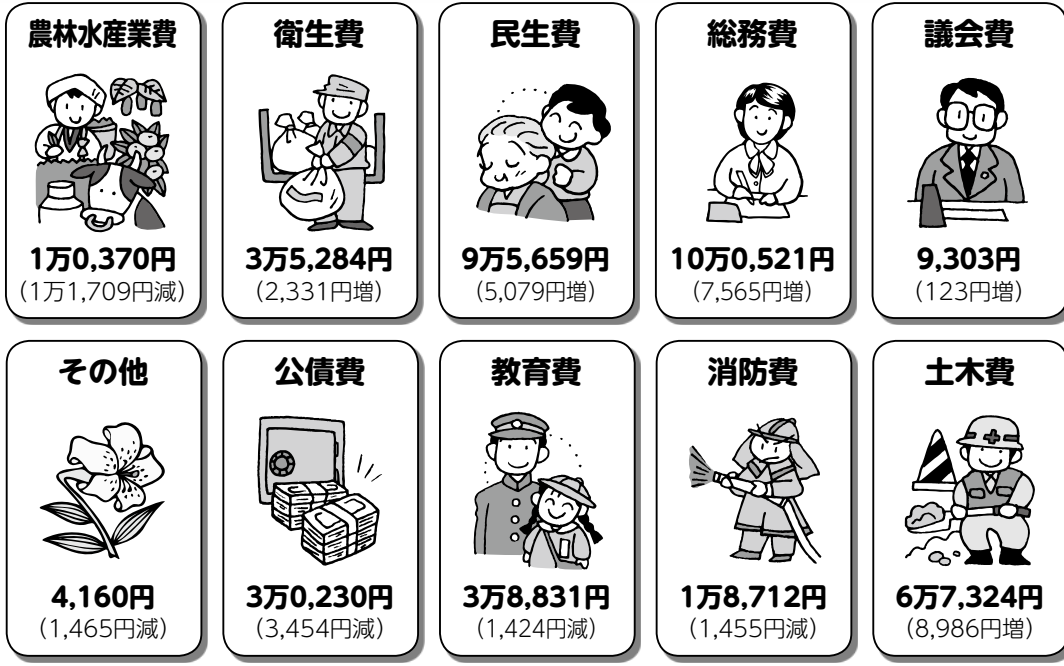 農林水産業費
1万0,370円
(1万1,709円減)
衛生費
3万5,284円
(2,331円増)
民生費
9万5,659円
(5,079円増)
総務費
10万0,521円
(7,565円増)
議会費
9,303円
(123円増)
その他
4,160円
(1,465円減)
公債費
3万0,230円
(3,454円減)
教育費
3万8,831円
(1,424円減)
消防費
1万8,712円
(1,455円減)
土木費
6万7,324円
(8,986円増)